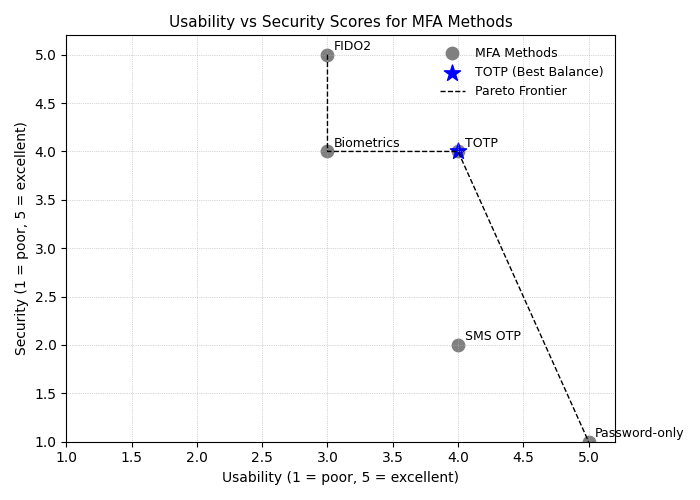 Usability vs Security Scores for MFA Methods
Security (1 = poor, 5 = excellent)
5.0
4.5
4.0
3.5
3.0
2.5
2.0
1.5
1.0
FIDO2
Biometrics
TOTP
SMS OTP
Password-only
MFA Methods
TOTP (Best Balance)
Pareto Frontier
1.0 1.5 2.0 2.5 3.0 3.5 4.0 4.5 5.0
Usability (1 = poor, 5 = excellent)